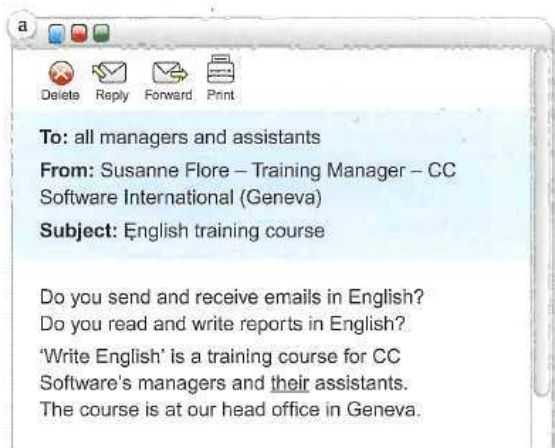 a
Delete Reply Forward Print
To: all managers and assistants
From: Susanne Flore – Training Manager – CC
Software International (Geneva)
Subject: English training course
Do you send and receive emails in English?
Do you read and write reports in English?
'Write English' is a training course for CC
Software's managers and their assistants.
The course is at our head office in Geneva.